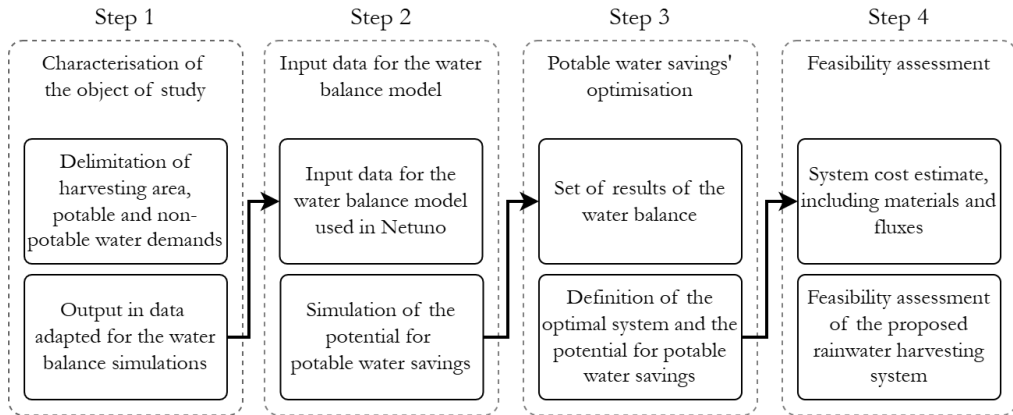 Step 1
Characterisation of
the object of study
Delimitation of
harvesting area,
potable and non-
potable water demands
Output in data
adapted for the water
balance simulations
Step 2
Input data for the water
balance model
Input data for the
water balance model
used in Netuno
Simulation of the
potential for
potable water savings
Step 3
Potable water savings'
optimisation
Set of results of the
water balance
Definition of the
optimal system and the
potential for potable
water savings
Step 4
Feasibility assessment
System cost estimate,
including materials and
fluxes
Feasibility assessment
of the proposed
rainwater harvesting
system